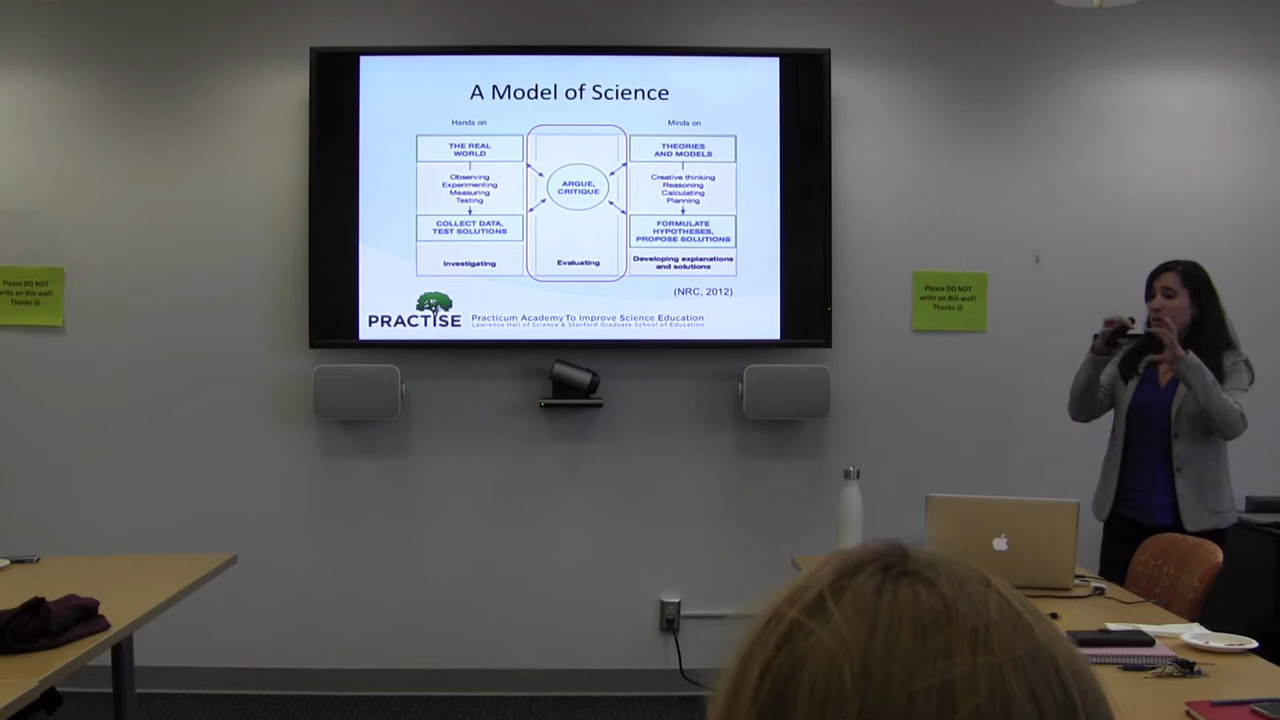 A Model of Science
Hands on
THE REAL
WORLD
Observing
Experimenting
Measuring
Testing
COLLECT DATA,
TEST SOLUTIONS
Investigating
ARGUE,
CRITIQUE
Evaluating
Minds on
THEORIES
AND MODELS
Creative thinking
Reasoning
Calculating
Planning
FORMULATE
HYPOTHESES,
PROPOSE SOLUTIONS
Developing explanations
and solutions
(NRC, 2012)
PRACTISE
Practicum Academy To Improve Science Education
Lawrence Hall of Science & Stanford Graduate School of Education
Please DO NOT
write on this wall!
Thanks ☺
Please DO NOT
write on this wall!
Thanks ☺